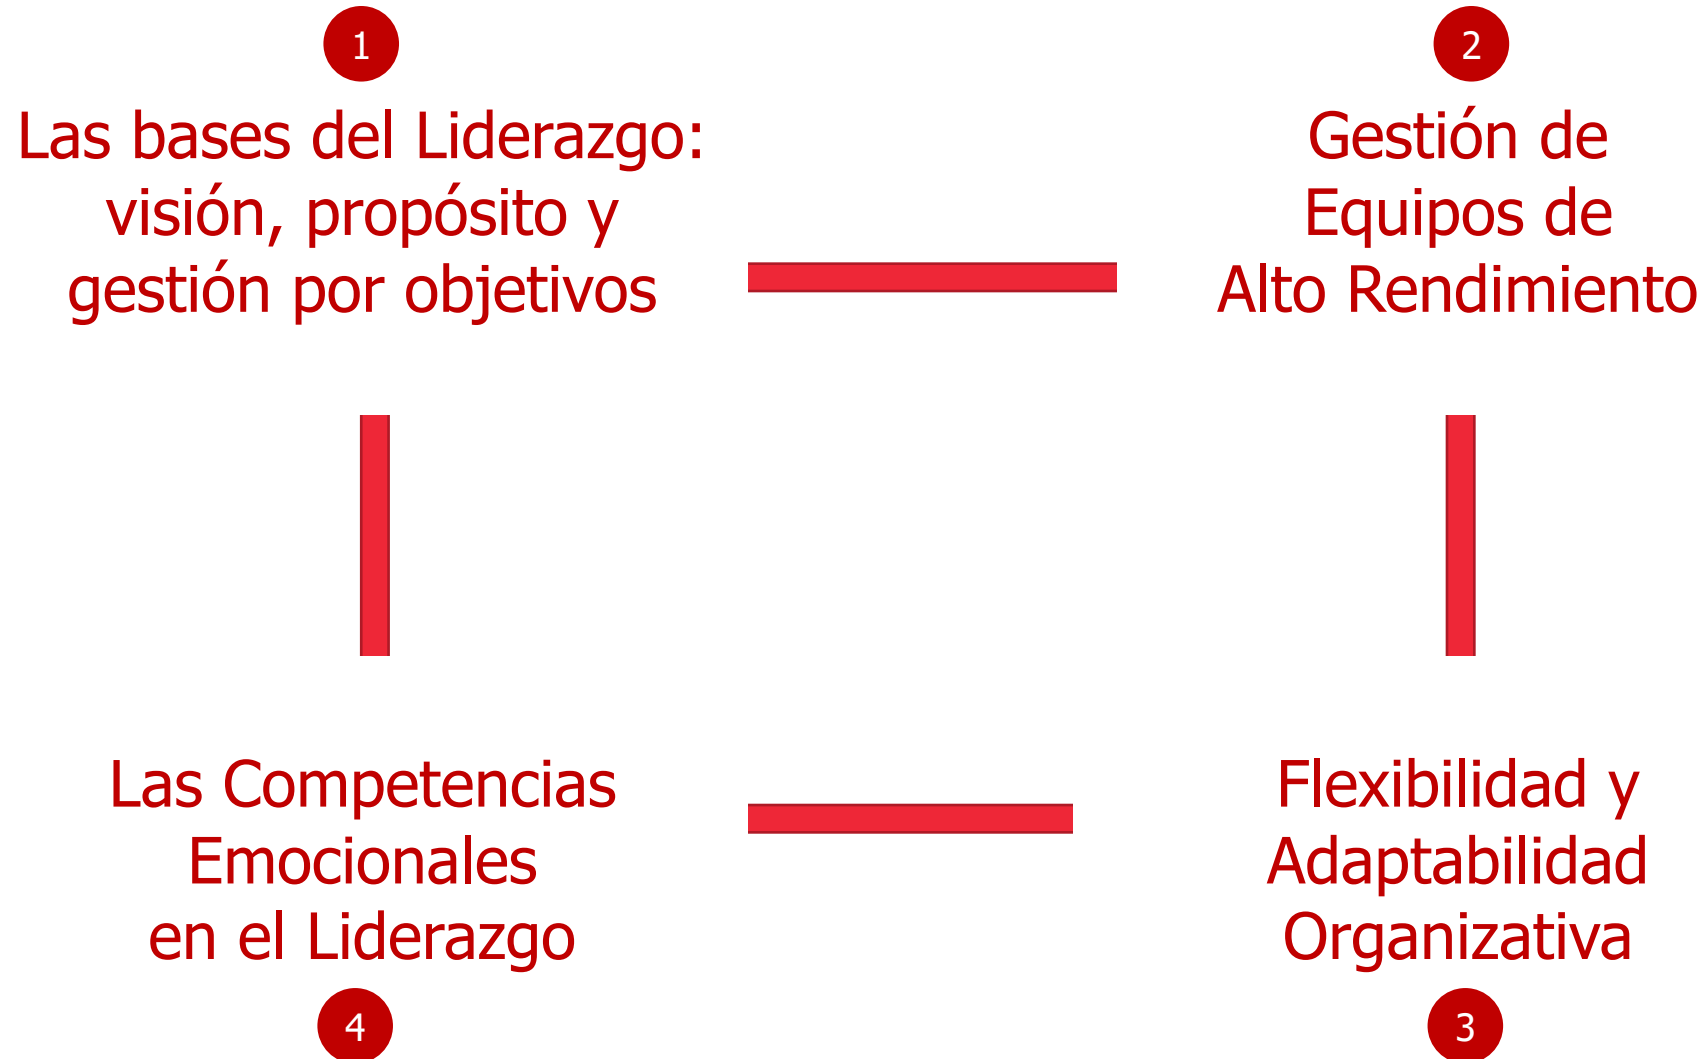 1
Las bases del Liderazgo:
visión, propósito y
gestión por objetivos
2
Gestión de
Equipos de
Alto Rendimiento
Flexibilidad y
Adaptabilidad
Organizativa
3
Las Competencias
Emocionales
en el Liderazgo
4